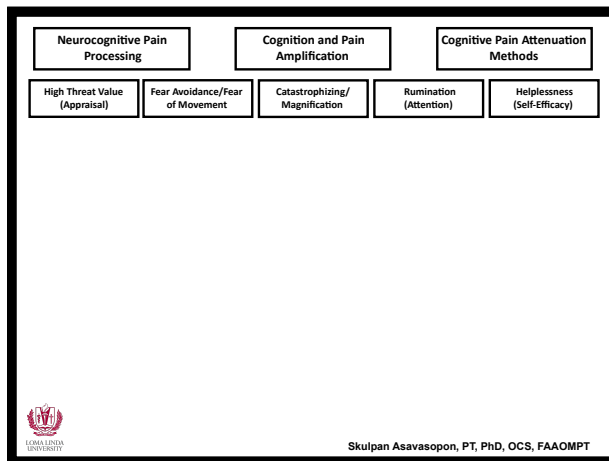 Neurocognitive Pain
Processing
Cognition and Pain
Amplification
Cognitive Pain Attenuation
Methods
High Threat Value
(Appraisal)
Fear Avoidance/Fear
of Movement
Catastrophizing/
Magnification
Rumination
(Attention)
Helplessness
(Self-Efficacy)
LOMA LINDA
UNIVERSITY
Skulpan Asavasopon, PT, PhD, OCS, FAAOMPT